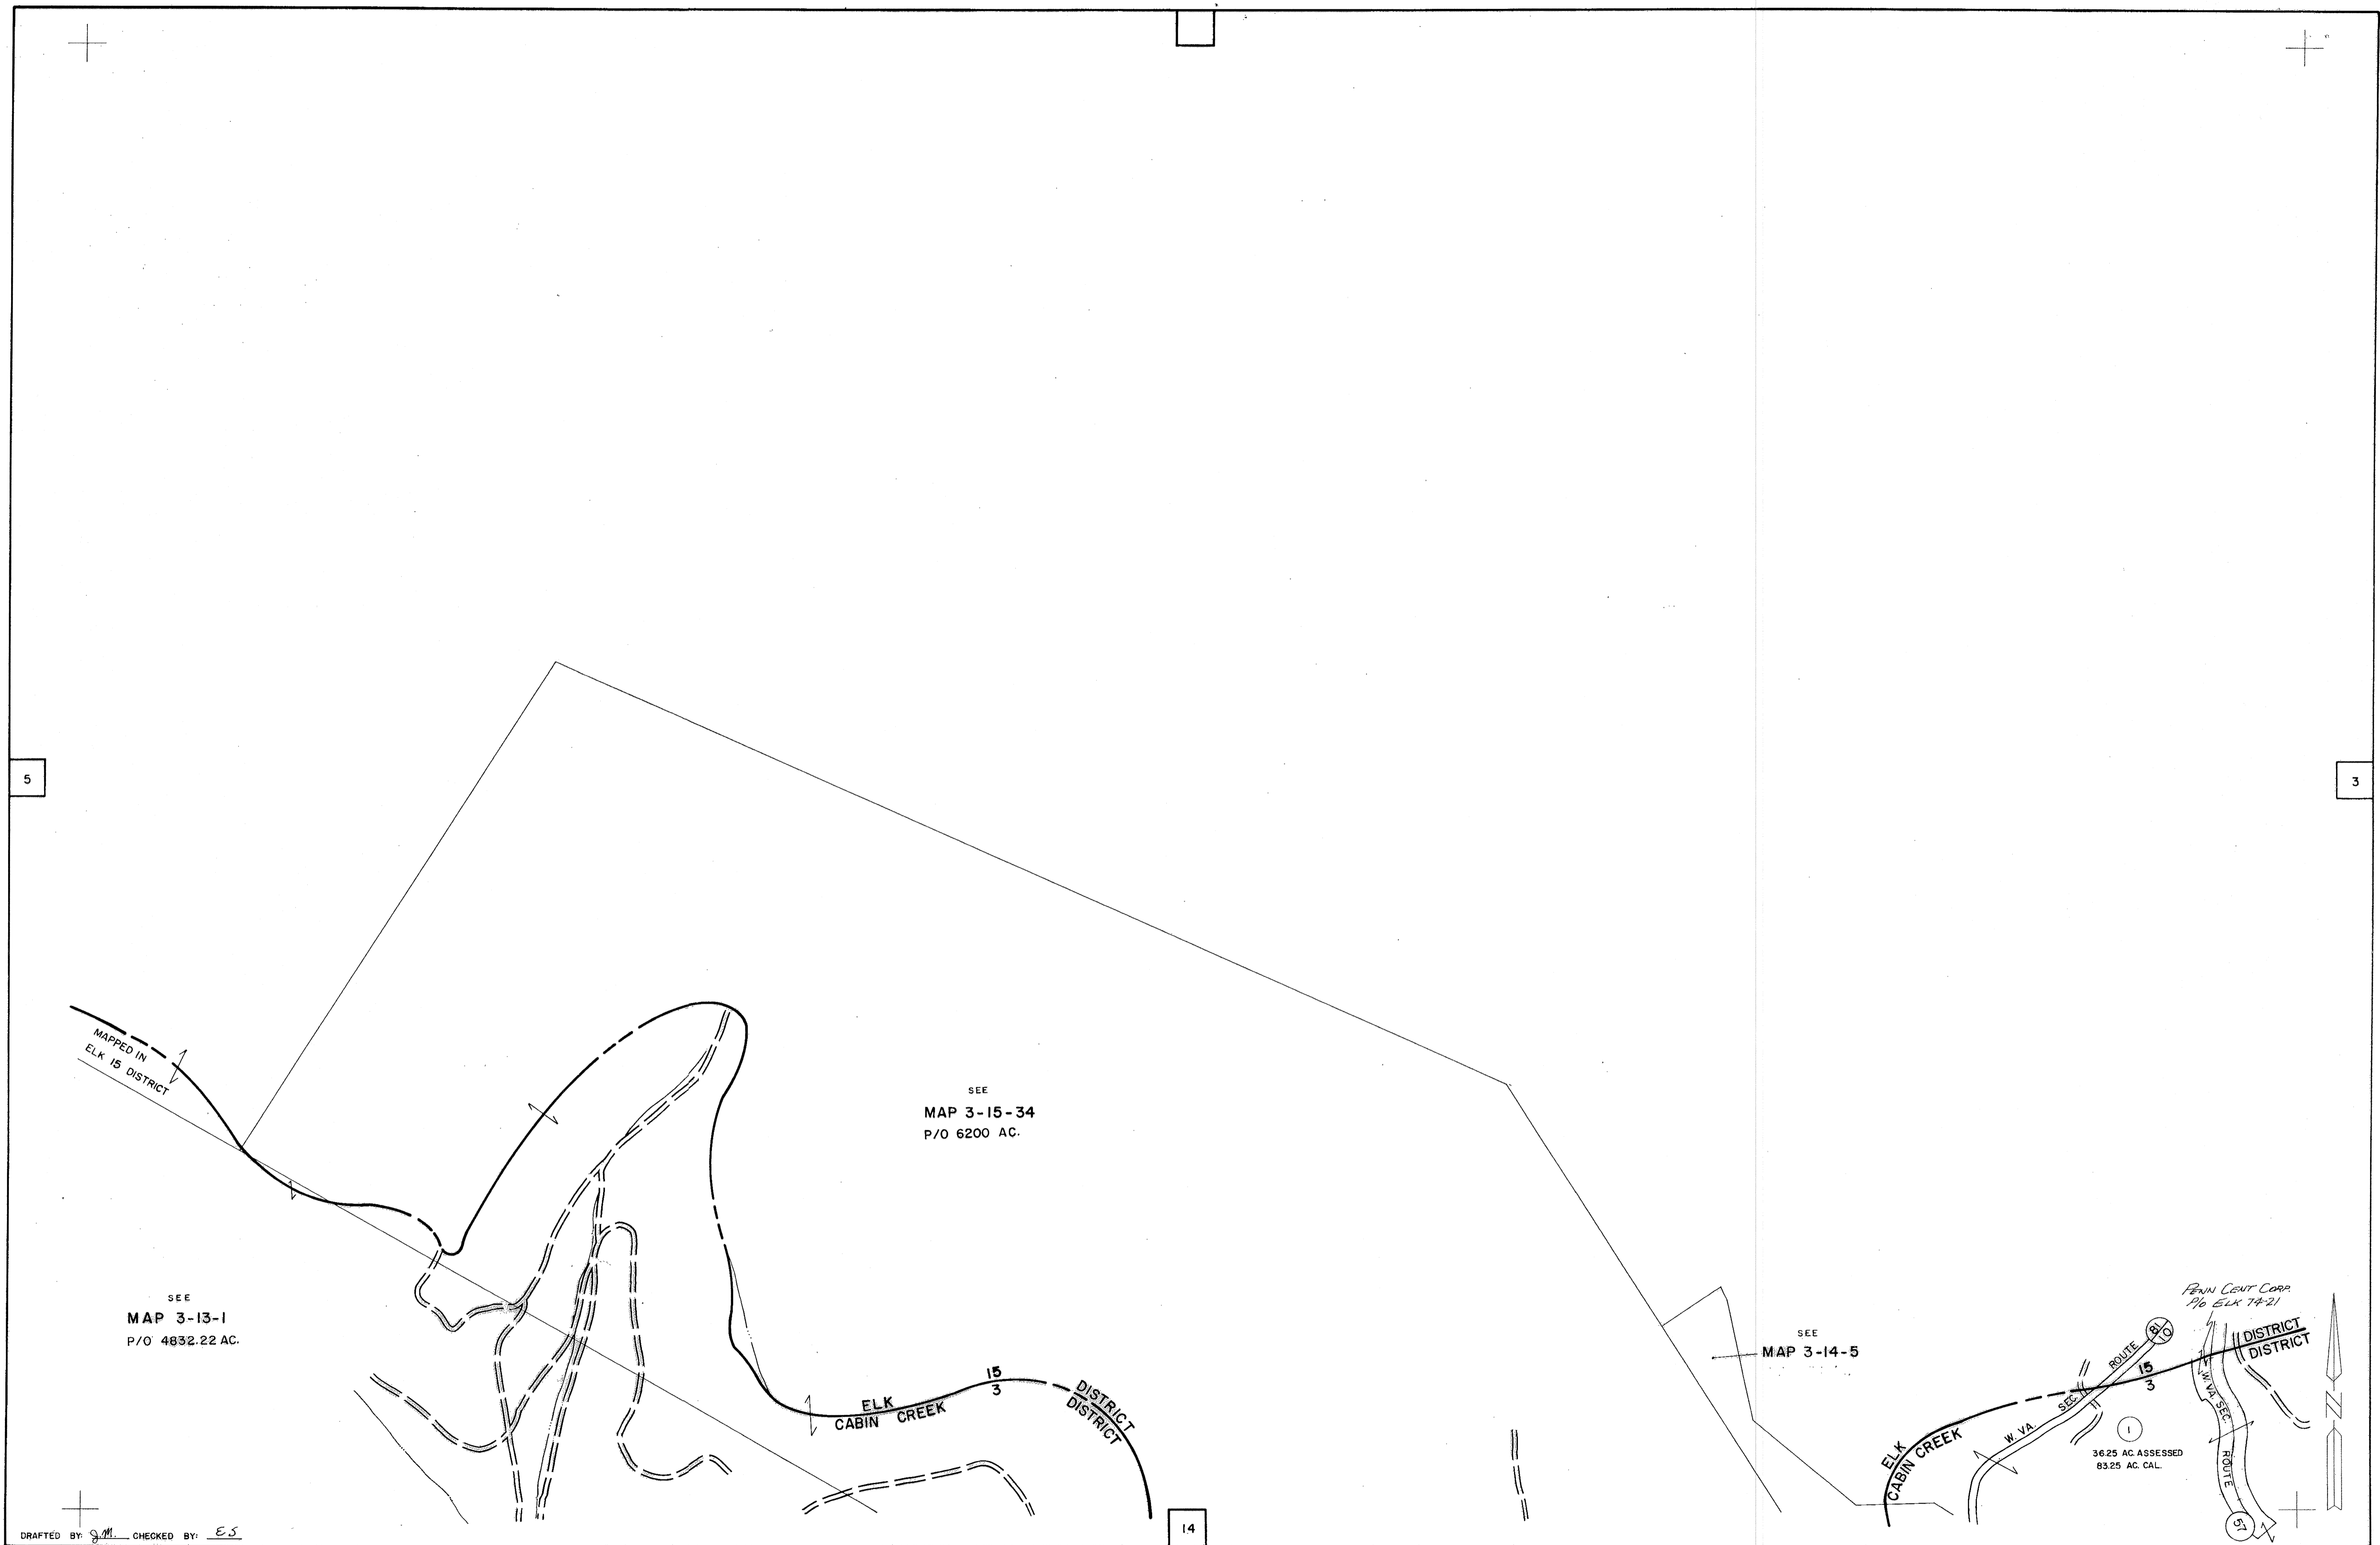 5
3
MAPPED IN
ELK 15 DISTRICT
SEE
MAP 3-15-34
P/O 6200 AC.
SEE
MAP 3-13-1
P/O 4832.22 AC.
ELK 15 DISTRICT
CABIN CREEK 3 DISTRICT
SEE
MAP 3-14-5
PENN CENT CORP.
P/O ELK 74-21
ELK 15 DISTRICT
CABIN CREEK 3 DISTRICT
W. VA. SEC. ROUTE 81/10
W. VA. SEC. ROUTE 57
1
36.25 AC. ASSESSED
83.25 AC. CAL.
N
DRAFTED BY: J.M. CHECKED BY: ES
14